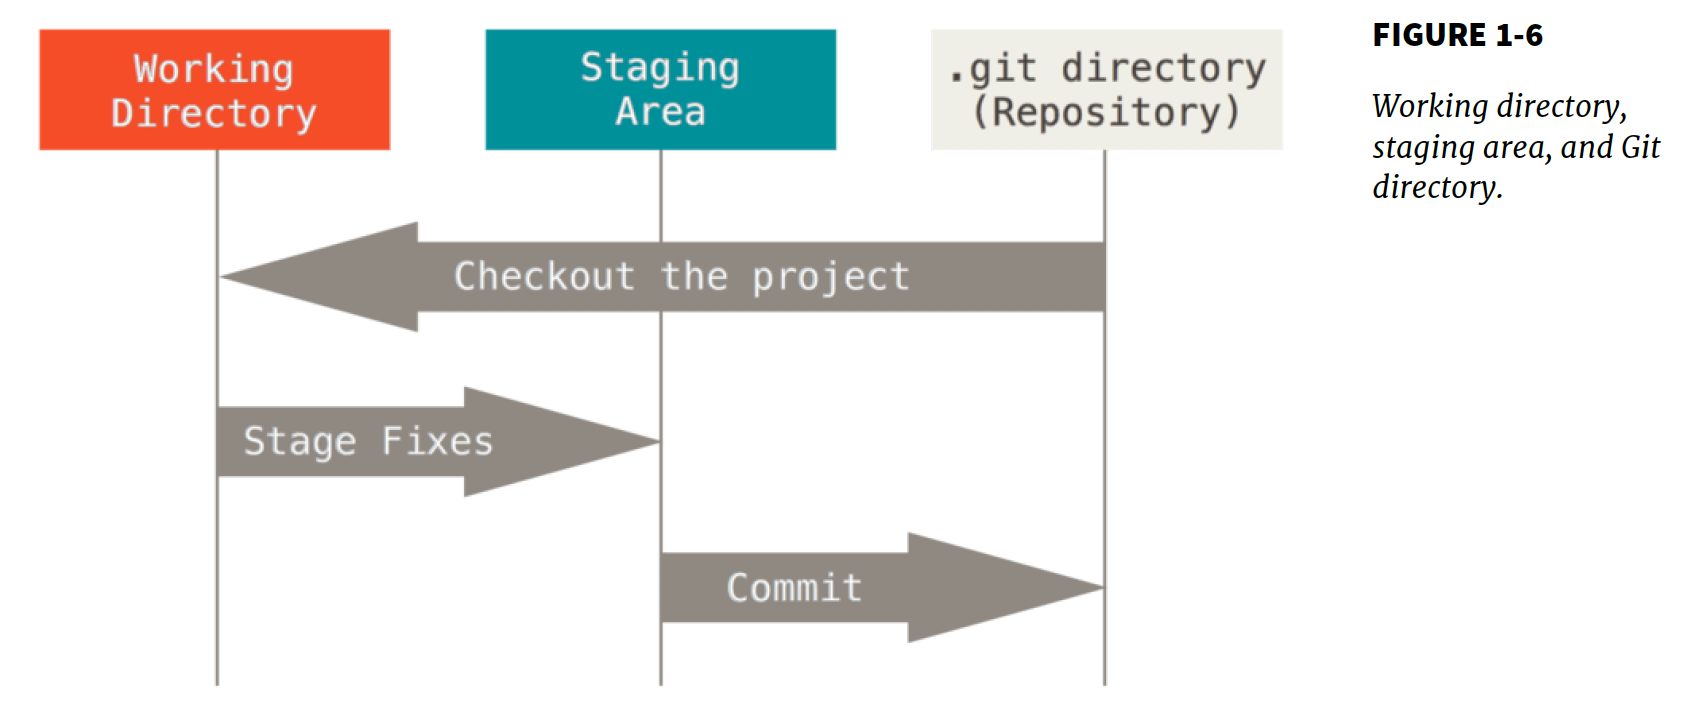 Working
Directory
Staging
Area
.git directory
(Repository)
Checkout the project
Stage Fixes
Commit
FIGURE 1-6
Working directory,
staging area, and Git
directory.